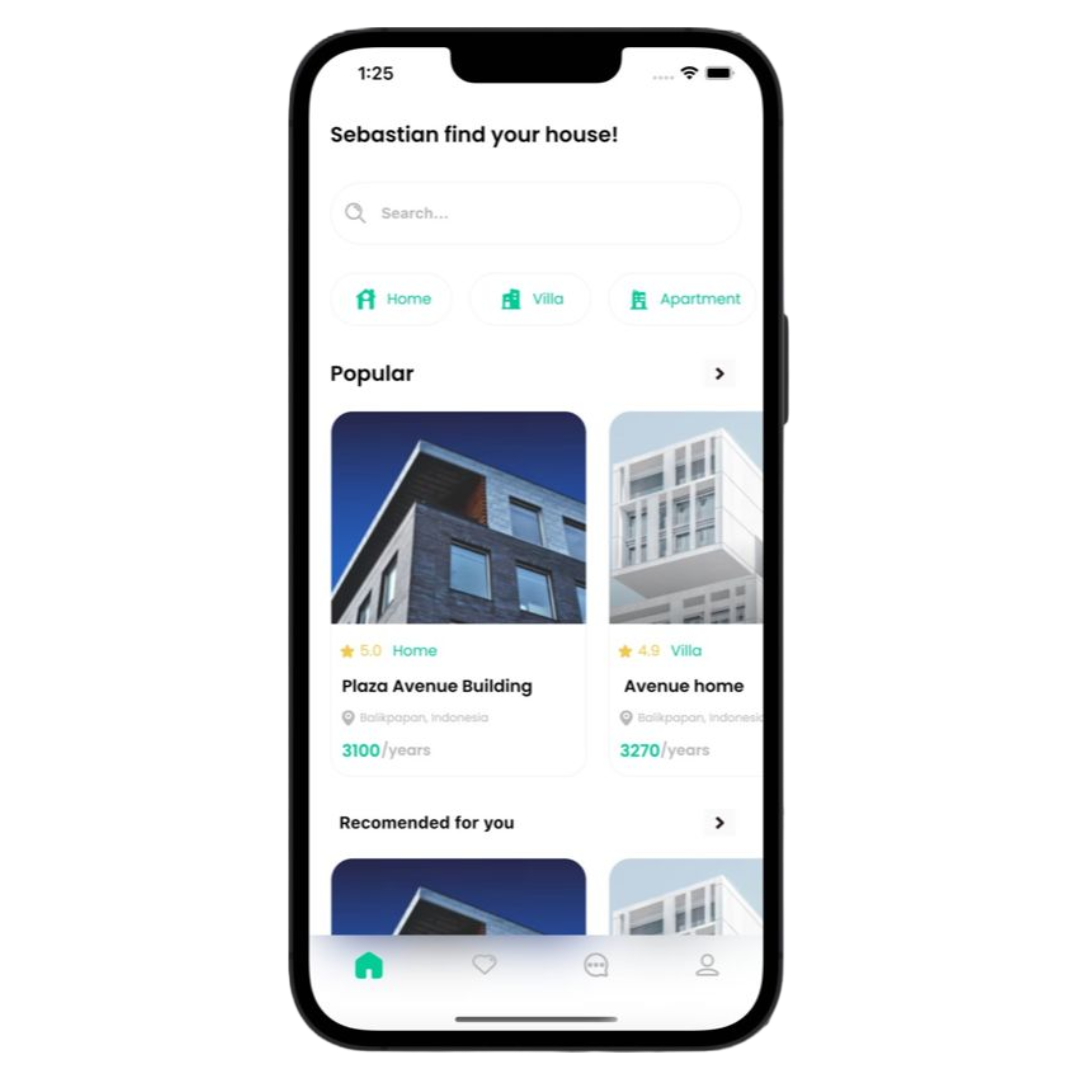 1:25
Sebastian find your house!
Search...
Home Villa Apartment
Popular
5.0 Home 4.9 Villa
Plaza Avenue Building Avenue home
Balikpapan, Indonesia Balikpapan, Indonesia
3100/years 3270/years
Recomended for you